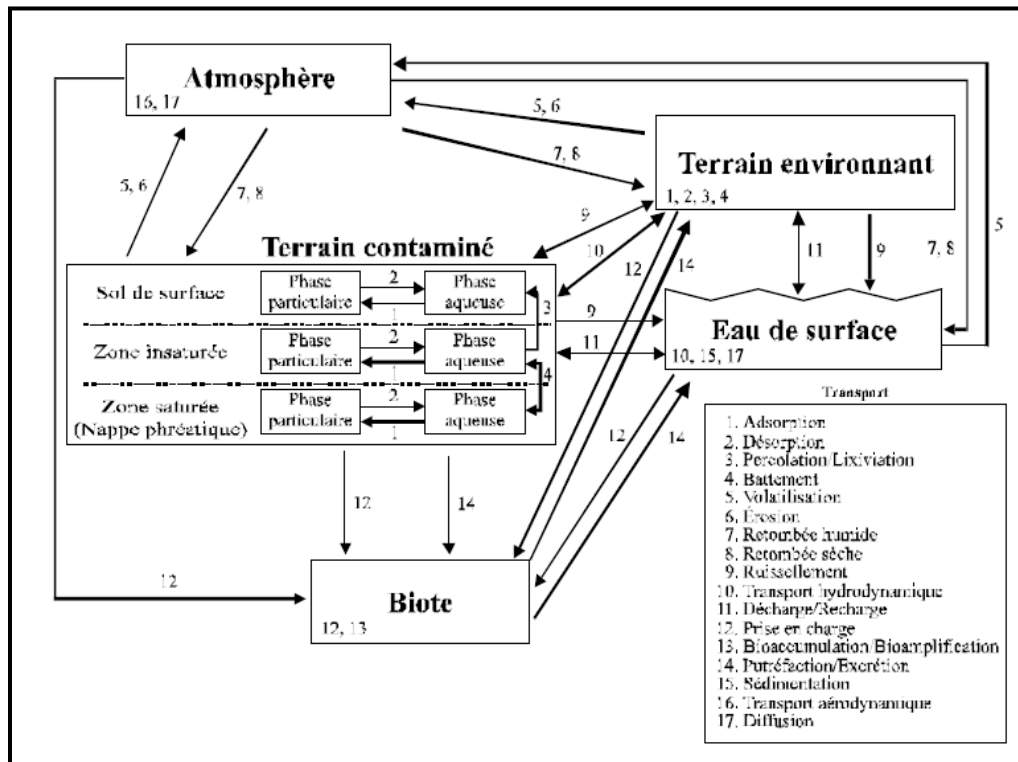 Atmosphère
16, 17
5, 6
7, 8
Terrain environnant
1, 2, 3, 4
5, 6
7, 8
9
10
12
14
11
9
7, 8
5
Terrain contaminé
Sol de surface
Phase
particulaire
2
1
Phase
aqueuse
3
Zone insaturée
Phase
particulaire
2
1
Phase
aqueuse
4
Zone saturée
(Nappe phréatique)
Phase
particulaire
2
1
Phase
aqueuse
9
11
Eau de surface
10, 15, 17
12
14
12
14
12
Biote
12, 13
Transport
1. Adsorption
2. Désorption
3. Percolation/Lixiviation
4. Battement
5. Volatilisation
6. Érosion
7. Retombée humide
8. Retombée sèche
9. Ruissellement
10. Transport hydrodynamique
11. Décharge/Recharge
12. Prise en charge
13. Bioaccumulation/Bioamplification
14. Putréfaction/Excrétion
15. Sédimentation
16. Transport aérodynamique
17. Diffusion